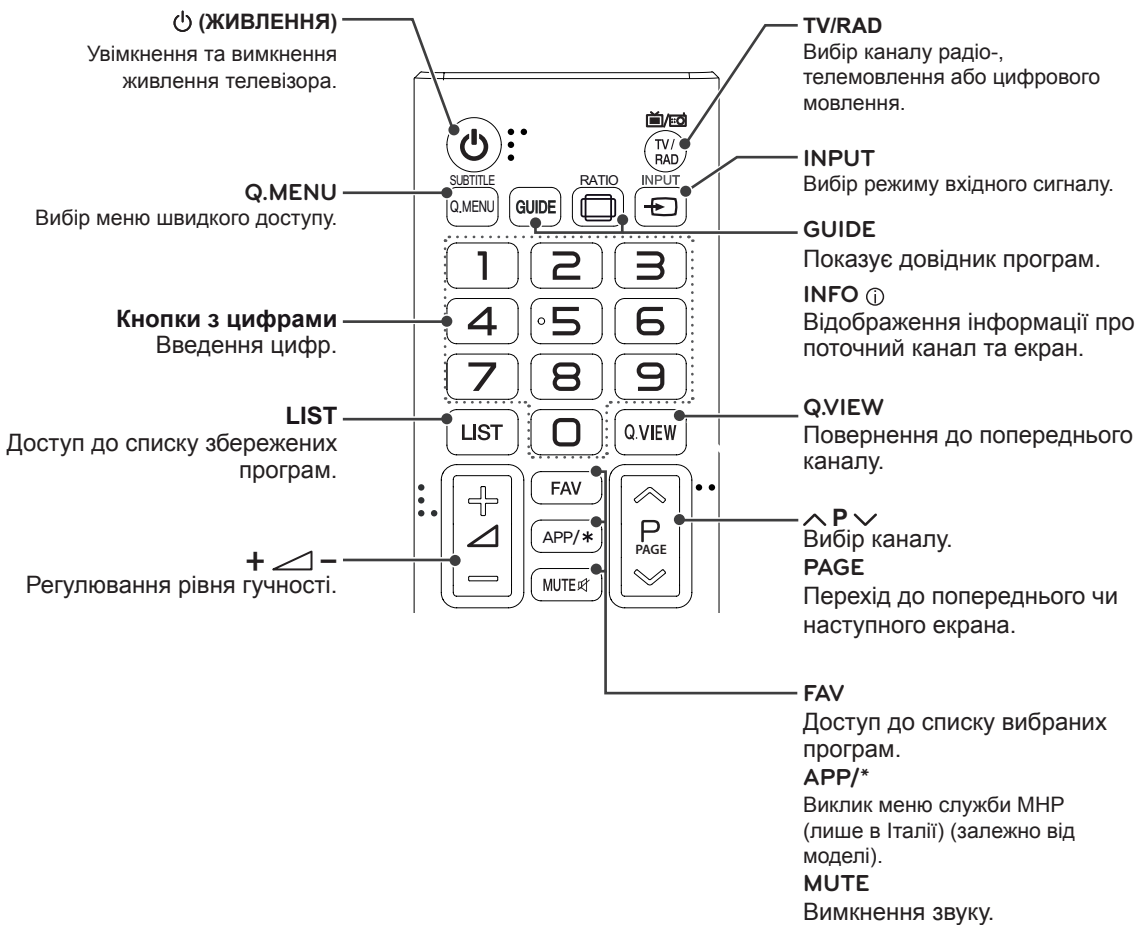 ⏻ (ЖИВЛЕННЯ)
Увімкнення та вимкнення
живлення телевізора.
Q.MENU
Вибір меню швидкого доступу.
Кнопки з цифрами
Введення цифр.
LIST
Доступ до списку збережених
програм.
+ ⊿ −
Регулювання рівня гучності.
TV/
RAD
SUBTITLE
RATIO
INPUT
Q.MENU
GUIDE
1 2 3
4 5 6
7 8 9
LIST 0 Q.VIEW
FAV
APP/*
MUTE
P
PAGE
TV/RAD
Вибір каналу радіо-,
телемовлення або цифрового
мовлення.
INPUT
Вибір режиму вхідного сигналу.
GUIDE
Показує довідник програм.
INFO ⓘ
Відображення інформації про
поточний канал та екран.
Q.VIEW
Повернення до попереднього
каналу.
︿ P ﹀
Вибір каналу.
PAGE
Перехід до попереднього чи
наступного екрана.
FAV
Доступ до списку вибраних
програм.
APP/*
Виклик меню служби MHP
(лише в Італії) (залежно від
моделі).
MUTE
Вимкнення звуку.